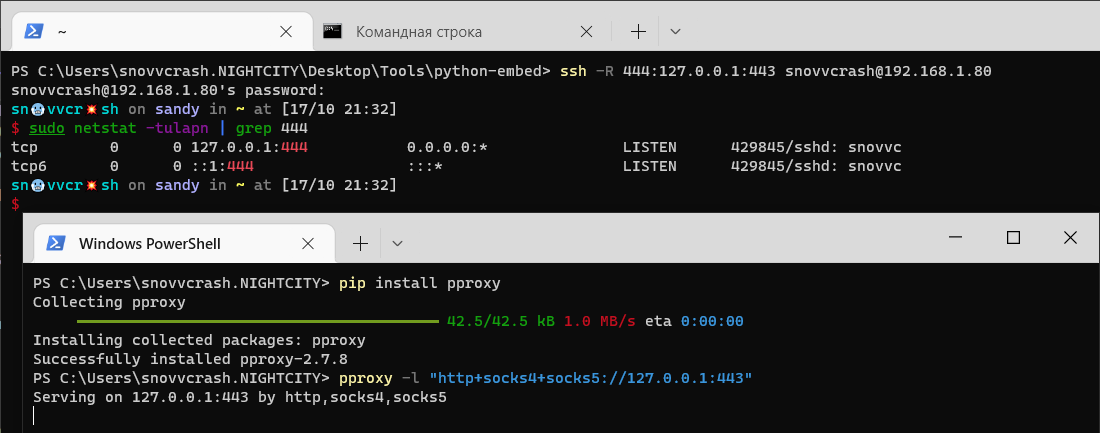 ~
Командная строка
PS C:\Users\snovvcrash.NIGHTCITY\Desktop\Tools\python-embed> ssh -R 444:127.0.0.1:443 snovvcrash@192.168.1.80
snovvcrash@192.168.1.80's password:
sn🥶vvcr💥sh on sandy in ~ at [17/10 21:32]
$ sudo netstat -tulapn | grep 444
tcp        0      0 127.0.0.1:444           0.0.0.0:*               LISTEN      429845/sshd: snovvc
tcp6       0      0 ::1:444                 :::*                    LISTEN      429845/sshd: snovvc
sn🥶vvcr💥sh on sandy in ~ at [17/10 21:32]
$
Windows PowerShell
PS C:\Users\snovvcrash.NIGHTCITY> pip install pproxy
Collecting pproxy
42.5/42.5 kB 1.0 MB/s eta 0:00:00
Installing collected packages: pproxy
Successfully installed pproxy-2.7.8
PS C:\Users\snovvcrash.NIGHTCITY> pproxy -l "http+socks4+socks5://127.0.0.1:443"
Serving on 127.0.0.1:443 by http,socks4,socks5